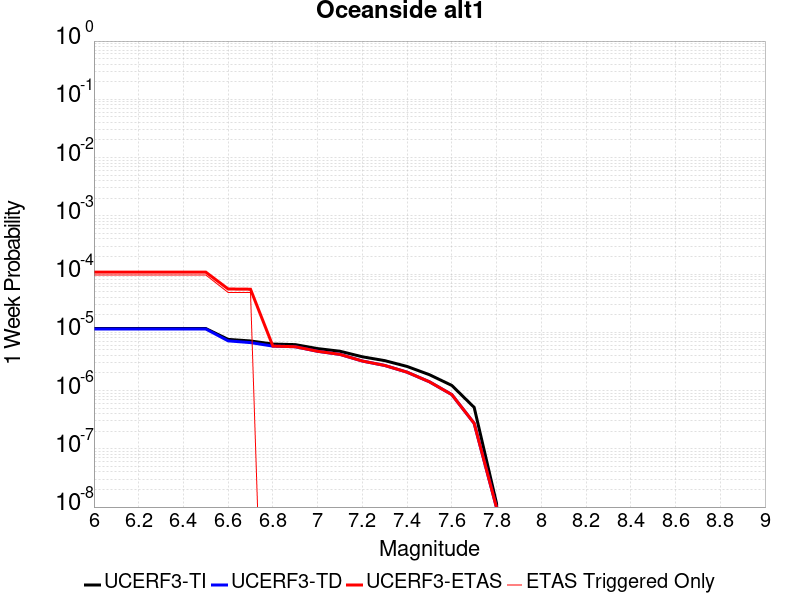 Oceanside alt1
10^0
10^-1
10^-2
10^-3
10^-4
10^-5
10^-6
10^-7
10^-8
1 Week Probability
6 6.2 6.4 6.6 6.8 7 7.2 7.4 7.6 7.8 8 8.2 8.4 8.6 8.8 9
Magnitude
UCERF3-TI UCERF3-TD UCERF3-ETAS ETAS Triggered Only